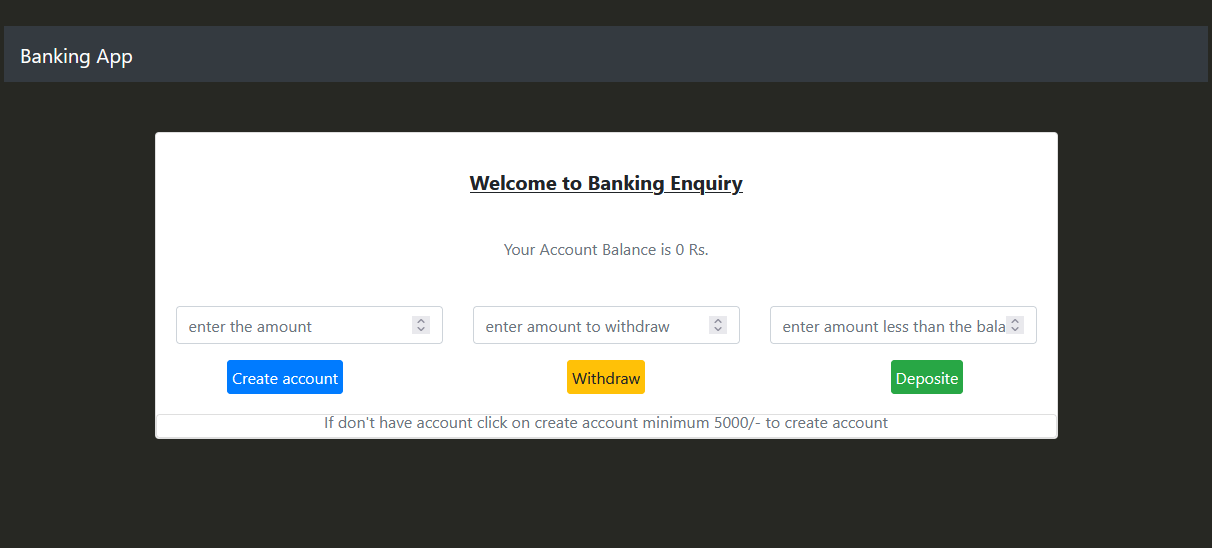 Banking App
Welcome to Banking Enquiry
Your Account Balance is 0 Rs.
enter the amount
enter amount to withdraw
enter amount less than the bala
Create account
Withdraw
Deposite
If don't have account click on create account minimum 5000/- to create account